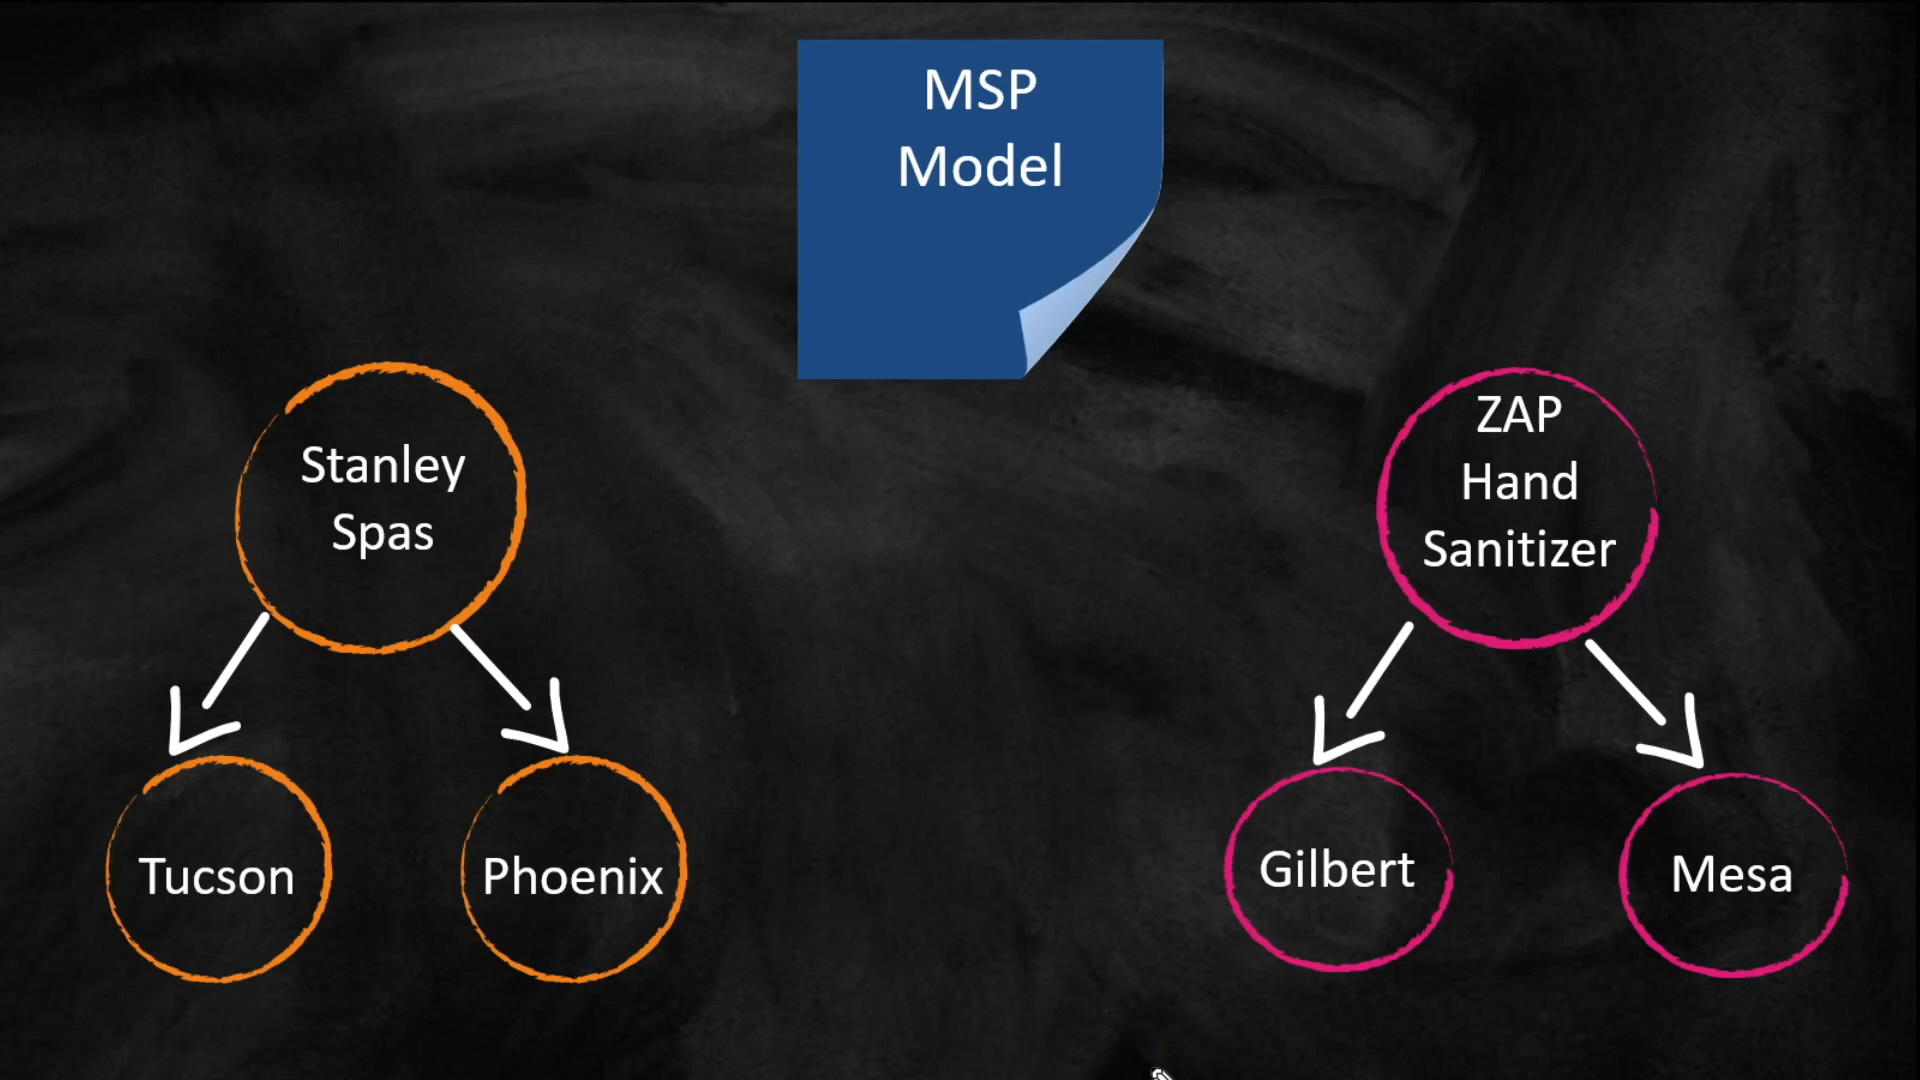 MSP
Model
Stanley
Spas
ZAP
Hand
Sanitizer
Tucson
Phoenix
Gilbert
Mesa